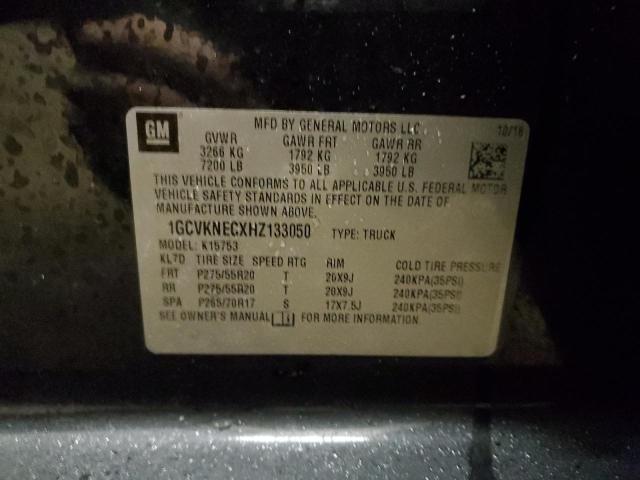 GM
MFD BY GENERAL MOTORS LLC 10/16
GVWR GAWR FRT GAWR RR
3266 KG 1792 KG 1792 KG
7200 LB 3950 LB 3950 LB
THIS VEHICLE CONFORMS TO ALL APPLICABLE U.S. FEDERAL MOTOR
VEHICLE SAFETY STANDARDS IN EFFECT ON THE DATE OF
MANUFACTURE SHOWN ABOVE.
1GCVKNECXHZ133050 TYPE: TRUCK
MODEL: K15753
KL7D TIRE SIZE SPEED RTG RIM COLD TIRE PRESSURE
FRT P275/55R20 T 20X9J 240KPA(35PSI)
RR P275/55R20 T 20X9J 240KPA(35PSI)
SPA P265/70R17 S 17X7.5J 240KPA(35PSI)
SEE OWNER'S MANUAL FOR MORE INFORMATION.